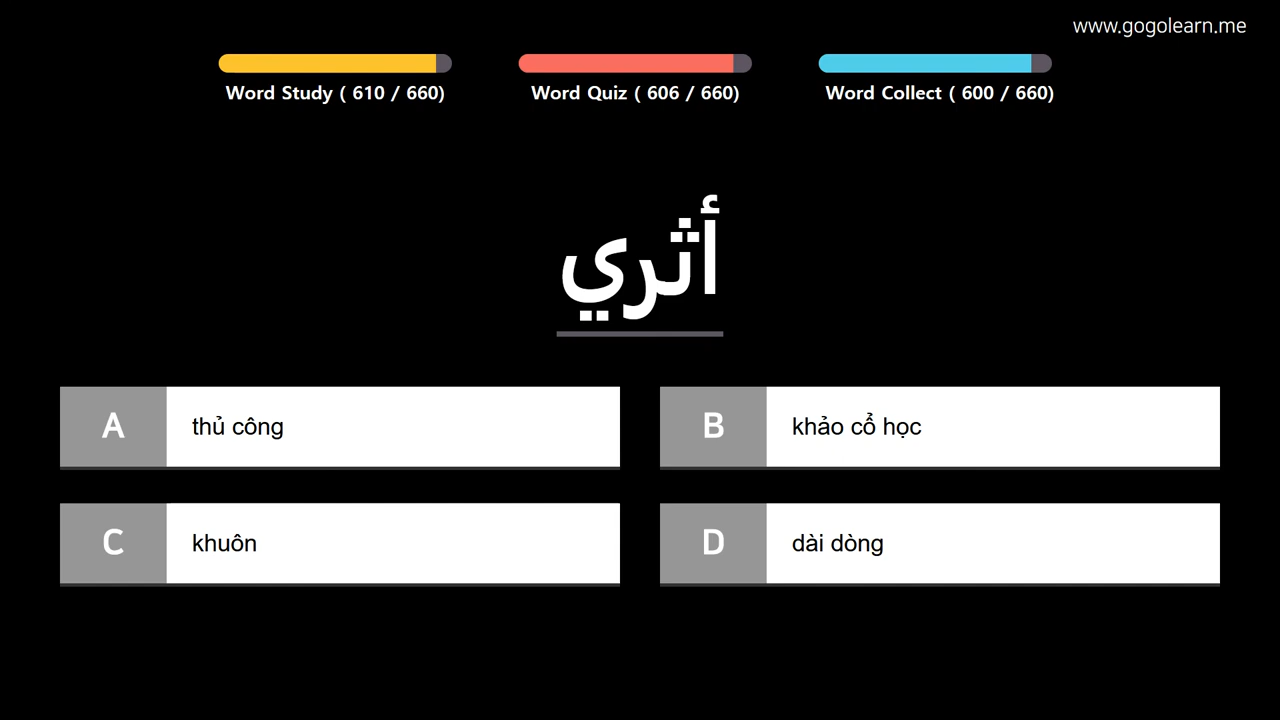 www.gogolearn.me
Word Study ( 610 / 660)
Word Quiz ( 606 / 660)
Word Collect ( 600 / 660)
أثري
A
thủ công
B
khảo cổ học
C
khuôn
D
dài dòng